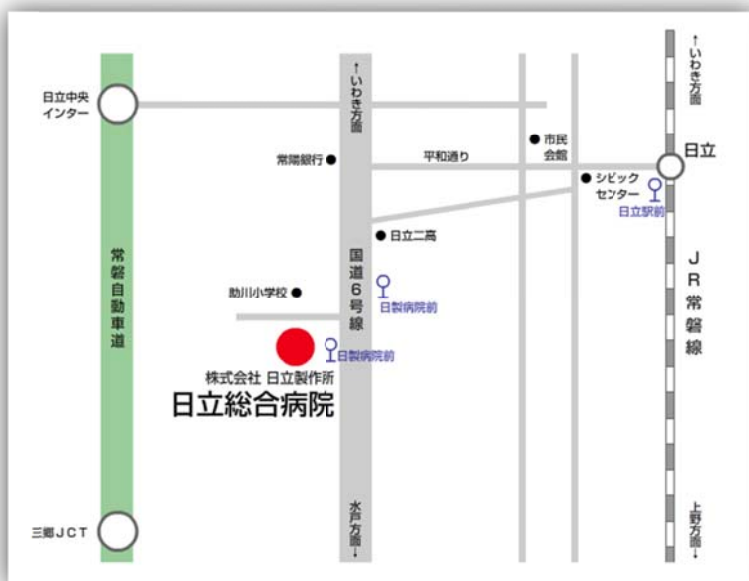 ↑いわき方面
↑いわき方面
日立中央
インター
市民
会館
常陽銀行
平和通り
日立
シビック
センター
日立駅前
日立二高
常磐自動車道
国道6号線
JR常磐線
助川小学校
日製病院前
日製病院前
株式会社 日立製作所
日立総合病院
三郷JCT
水戸方面↓
上野方面↓